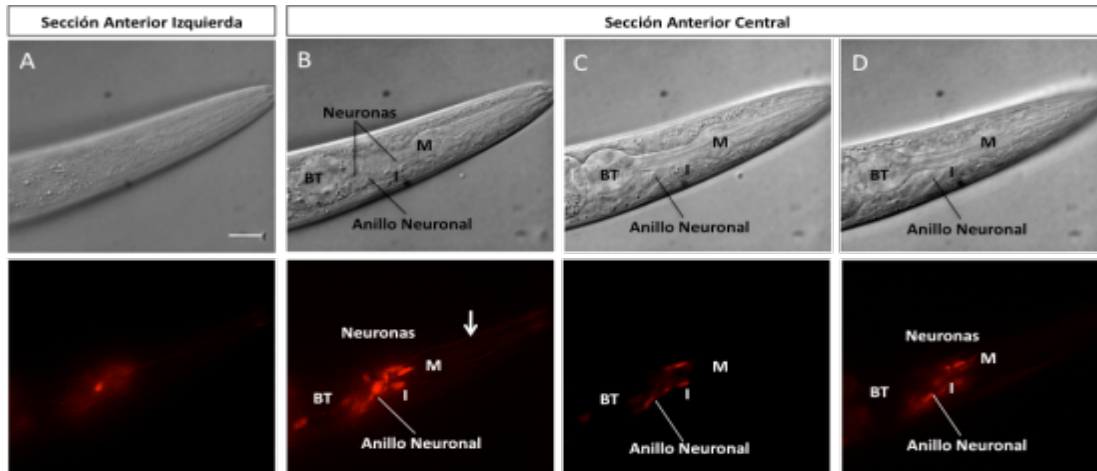 Sección Anterior Izquierda
Sección Anterior Central
A
B
Neuronas
M
BT
I
Anillo Neuronal
C
M
BT
I
Anillo Neuronal
D
M
BT
I
Anillo Neuronal
Neuronas
M
BT
I
Anillo Neuronal
M
BT
I
Anillo Neuronal
Neuronas
M
BT
I
Anillo Neuronal